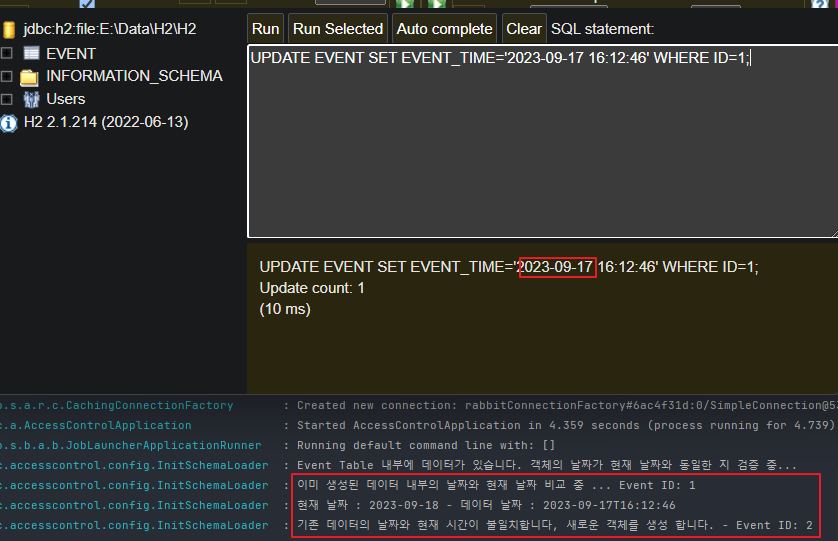 jdbc:h2:file:E:\Data\H2\H2
EVENT
INFORMATION_SCHEMA
Users
H2 2.1.214 (2022-06-13)
Run Run Selected Auto complete Clear SQL statement:
UPDATE EVENT SET EVENT_TIME='2023-09-17 16:12:46' WHERE ID=1;
UPDATE EVENT SET EVENT_TIME='2023-09-17 16:12:46' WHERE ID=1;
Update count: 1
(10 ms)
o.s.a.r.c.CachingConnectionFactory : Created new connection: rabbitConnectionFactory#6ac4f31d:0/SimpleConnection@53
c.a.AccessControlApplication : Started AccessControlApplication in 4.359 seconds (process running for 4.739)
o.s.b.a.b.JobLauncherApplicationRunner : Running default command line with: []
c.accesscontrol.config.InitSchemaLoader : Event Table 내부에 데이터가 있습니다. 객체의 날짜가 현재 날짜와 동일한 지 검증 중...
c.accesscontrol.config.InitSchemaLoader : 이미 생성된 데이터 내부의 날짜와 현재 날짜 비교 중 ... Event ID: 1
c.accesscontrol.config.InitSchemaLoader : 현재 날짜 : 2023-09-18 - 데이터 날짜 : 2023-09-17T16:12:46
c.accesscontrol.config.InitSchemaLoader : 기존 데이터의 날짜와 현재 시간이 불일치합니다, 새로운 객체를 생성 합니다. - Event ID: 2